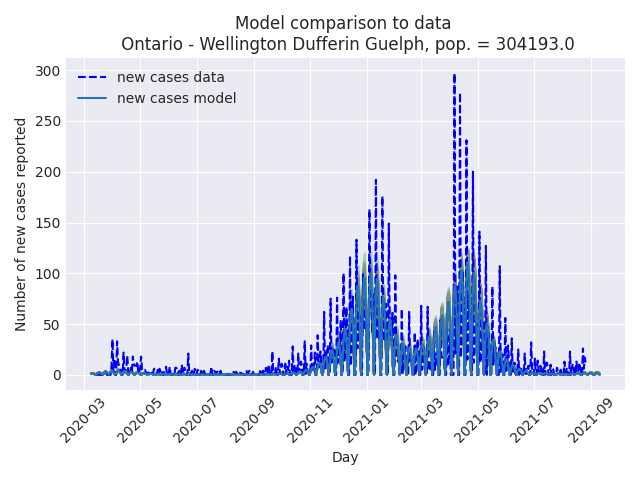 Model comparison to data
Ontario - Wellington Dufferin Guelph, pop. = 304193.0
new cases data
new cases model
Number of new cases reported
300
250
200
150
100
50
0
2020-03
2020-05
2020-07
2020-09
2020-11
2021-01
2021-03
2021-05
2021-07
2021-09
Day